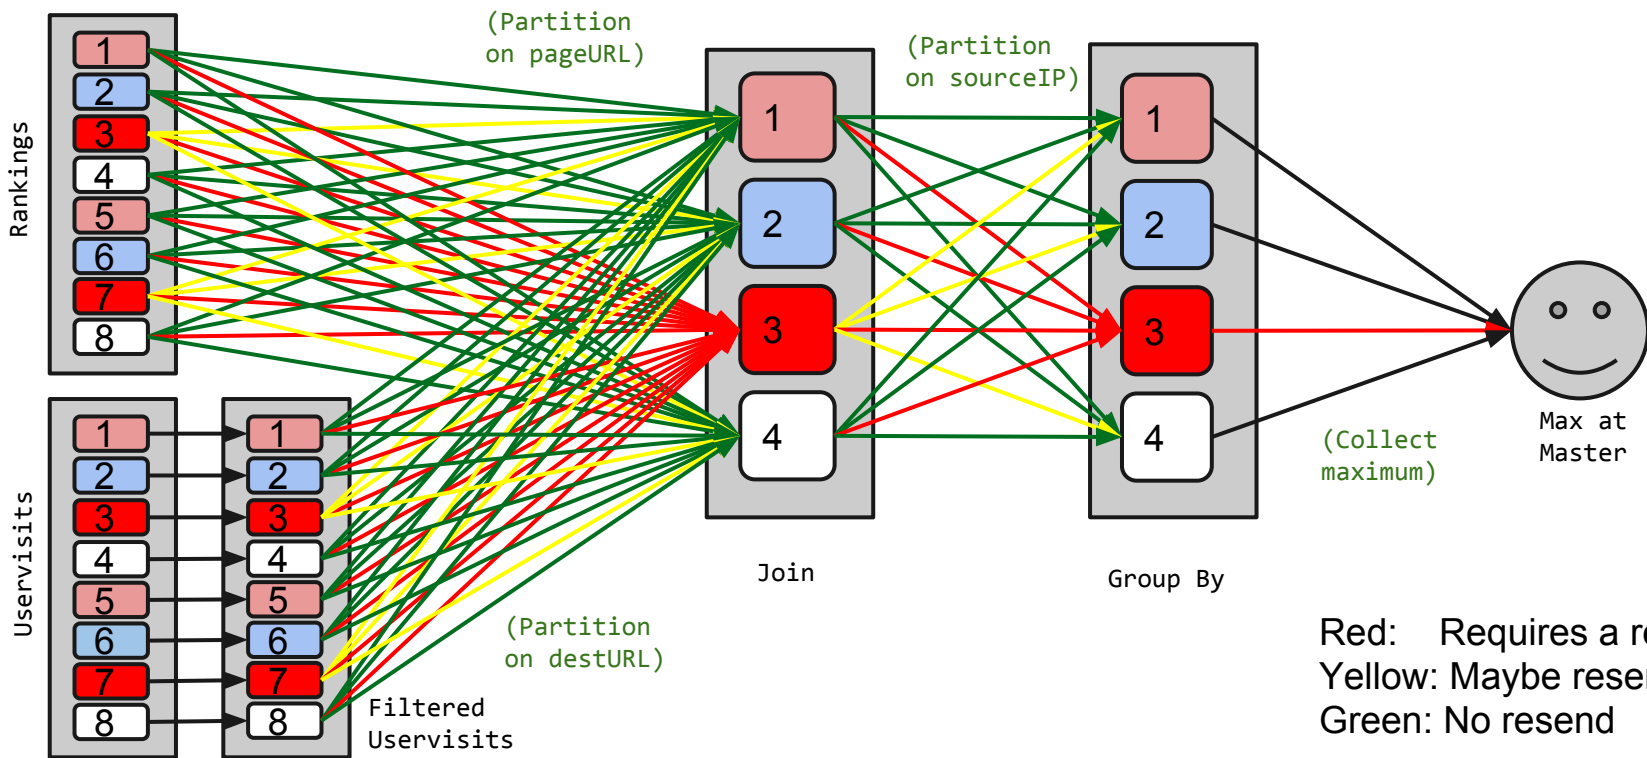 Rankings
1
2
3
4
5
6
7
8
(Partition
on pageURL)
1
2
3
4
Join
(Partition
on sourceIP)
1
2
3
4
Group By
(Collect
maximum)
Max at
Master
Uservisits
1
2
3
4
5
6
7
8
1
2
3
4
5
6
7
8
Filtered
Uservisits
(Partition
on destURL)
Red: Requires a
Yellow: Maybe
Green: No resend